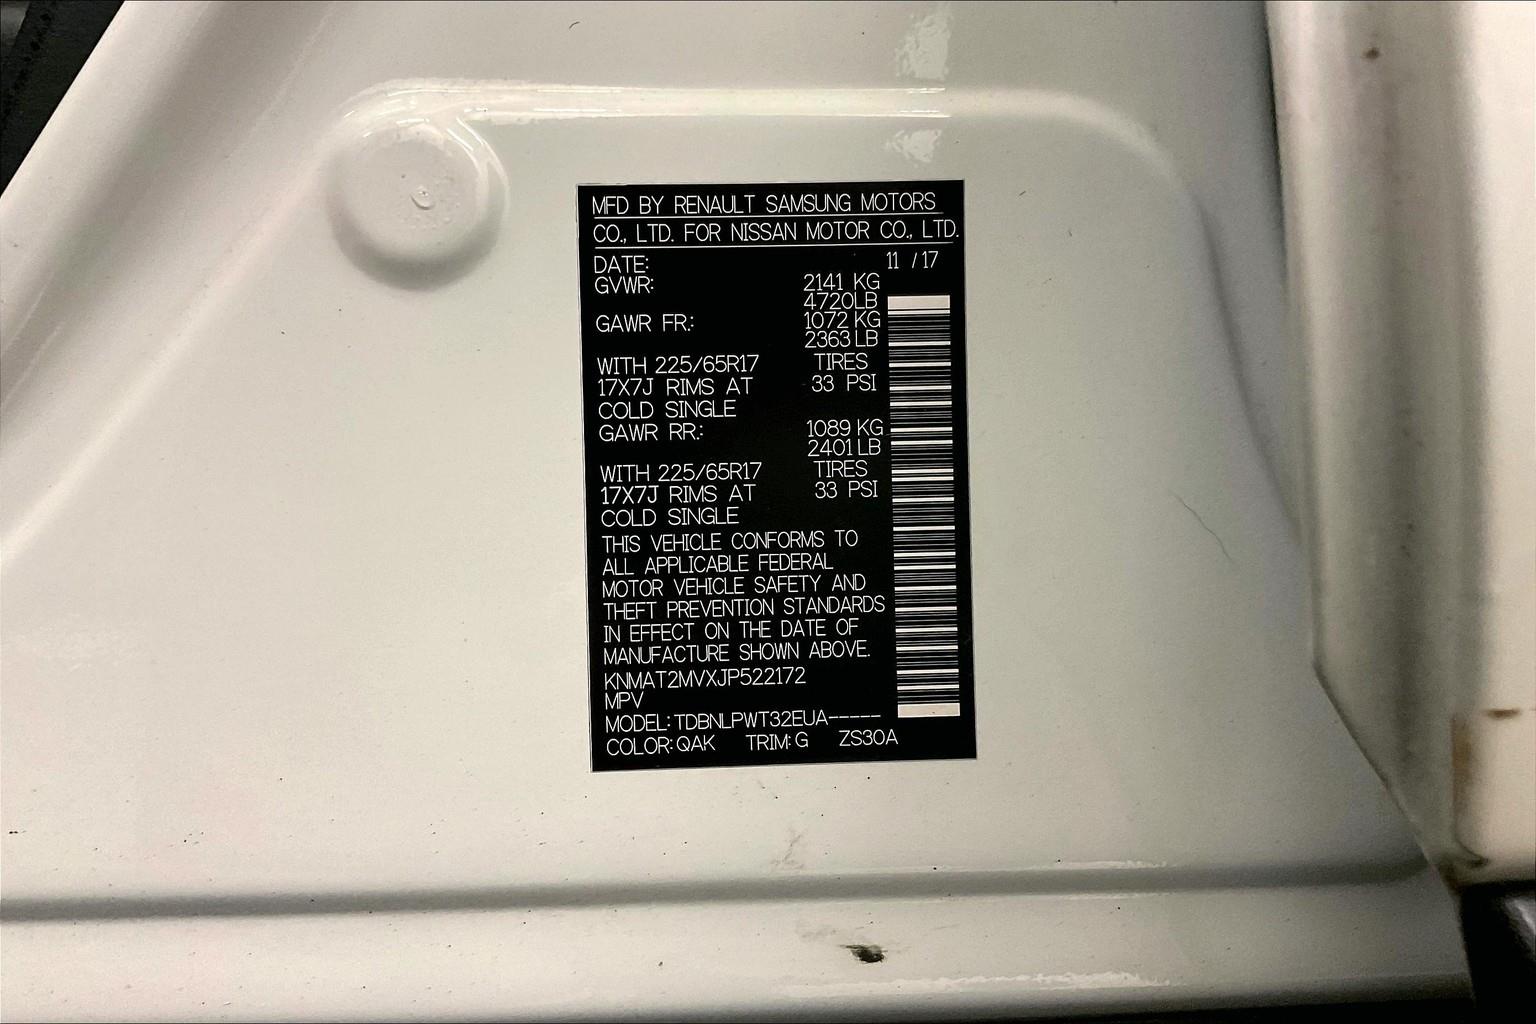 MFD BY RENAULT SAMSUNG MOTORS
CO., LTD. FOR NISSAN MOTOR CO., LTD.
DATE: 11 / 17
GVWR: 2141 KG
4720LB
GAWR FR.: 1072 KG
2363 LB
WITH 225/65R17 TIRES
17X7J RIMS AT 33 PSI
COLD SINGLE
GAWR RR.: 1089 KG
2401 LB
WITH 225/65R17 TIRES
17X7J RIMS AT 33 PSI
COLD SINGLE
THIS VEHICLE CONFORMS TO
ALL APPLICABLE FEDERAL
MOTOR VEHICLE SAFETY AND
THEFT PREVENTION STANDARDS
IN EFFECT ON THE DATE OF
MANUFACTURE SHOWN ABOVE.
KNMAT2MVXJP522172
MPV
MODEL: TDBNLPWT32EUA-----
COLOR: QAK TRIM: G ZS30A